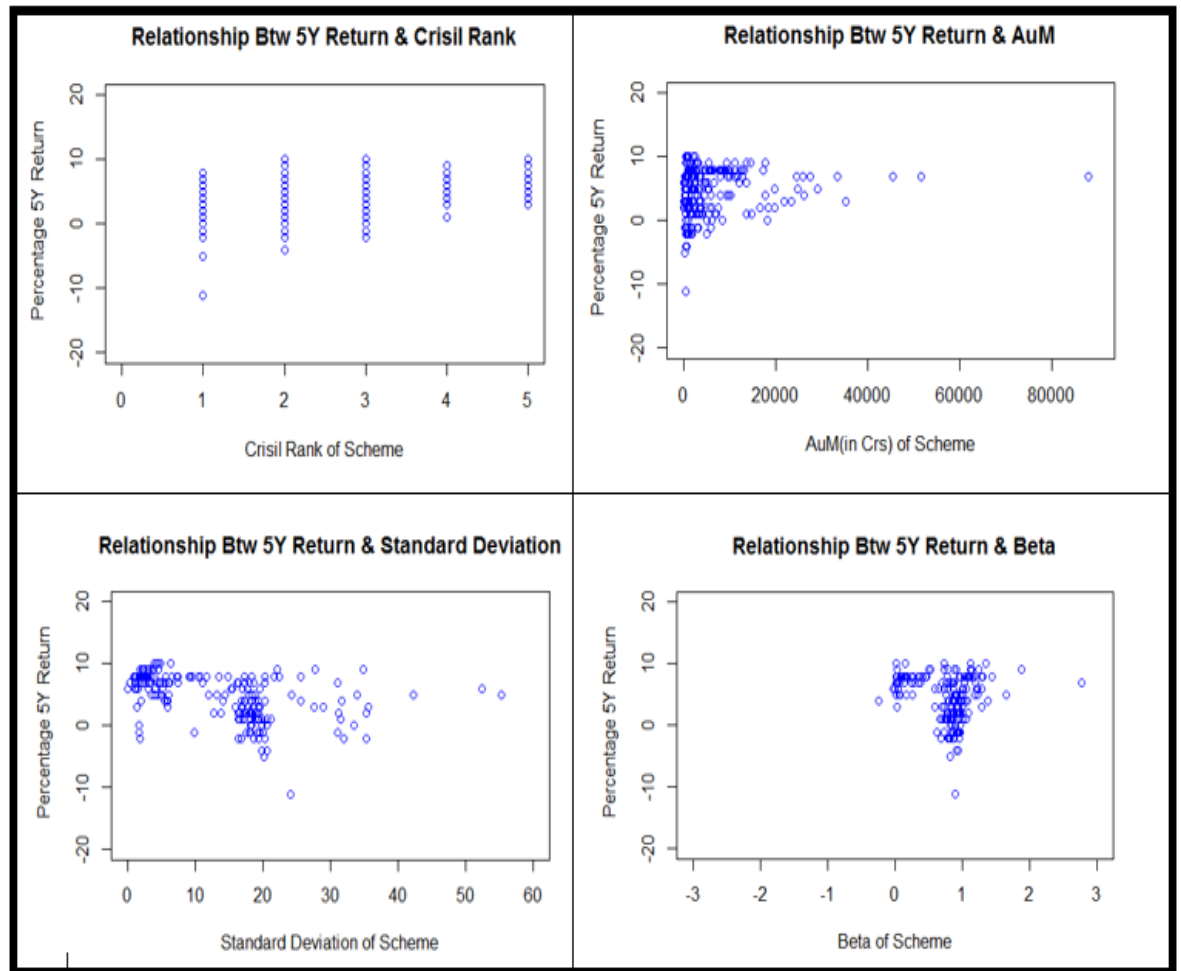 Relationship Btw 5Y Return & Crisil Rank
Percentage 5Y Return
20
10
0
-10
-20
0 1 2 3 4 5
Crisil Rank of Scheme
Relationship Btw 5Y Return & AuM
Percentage 5Y Return
20
10
0
-10
-20
0 20000 40000 60000 80000
AuM(in Crs) of Scheme
Relationship Btw 5Y Return & Standard Deviation
Percentage 5Y Return
20
10
0
-10
-20
0 10 20 30 40 50 60
Standard Deviation of Scheme
Relationship Btw 5Y Return & Beta
Percentage 5Y Return
20
10
0
-10
-20
-3 -2 -1 0 1 2 3
Beta of Scheme